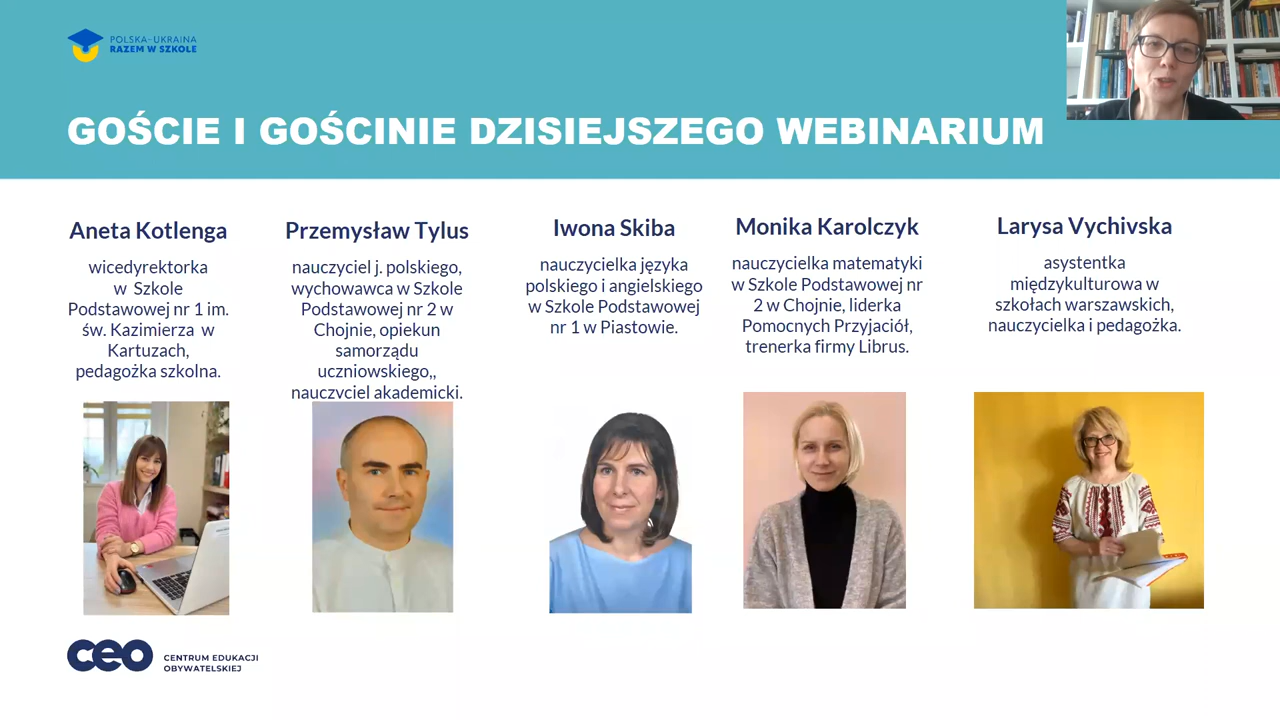 POLSKA-UKRAINA
RAZEM W SZKOLE
GOŚCIE I GOŚCINIE DZISIEJSZEGO WEBINARIUM
Aneta Kotlenga
wicedyrektorka
w Szkole
Podstawowej nr 1 im.
św. Kazimierza w
Kartuzach,
pedagożka szkolna.
Przemysław Tylus
nauczyciel j. polskiego,
wychowawca w Szkole
Podstawowej nr 2 w
Chojnie, opiekun
samorządu
uczniowskiego,,
nauczyciel akademicki.
Iwona Skiba
nauczycielka języka
polskiego i angielskiego
w Szkole Podstawowej
nr 1 w Piastowie.
Monika Karolczyk
nauczycielka matematyki
w Szkole Podstawowej nr
2 w Chojnie, liderka
Pomocnych Przyjaciół,
trenerka firmy Librus.
Larysa Vychivska
asystentka
międzykulturowa w
szkołach warszawskich,
nauczycielka i pedagożka.
ceo
CENTRUM EDUKACJI
OBYWATELSKIEJ